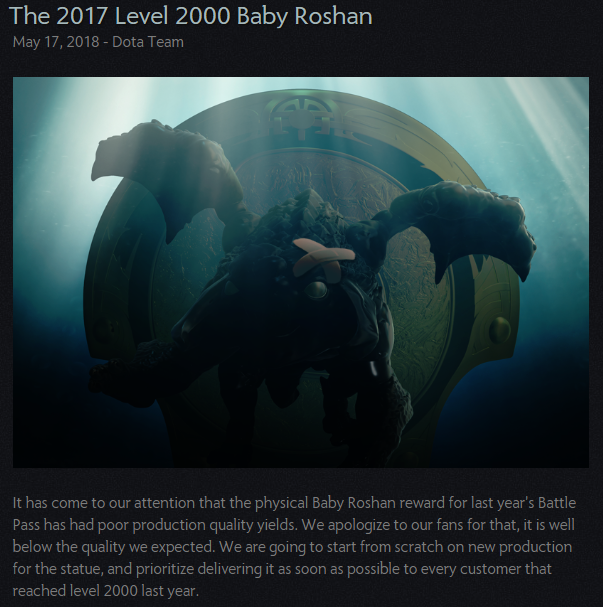 The 2017 Level 2000 Baby Roshan
May 17, 2018 - Dota Team
It has come to our attention that the physical Baby Roshan reward for last year's Battle
Pass has had poor production quality yields. We apologize to our fans for that, it is well
below the quality we expected. We are going to start from scratch on new production
for the statue, and prioritize delivering it as soon as possible to every customer that
reached level 2000 last year.